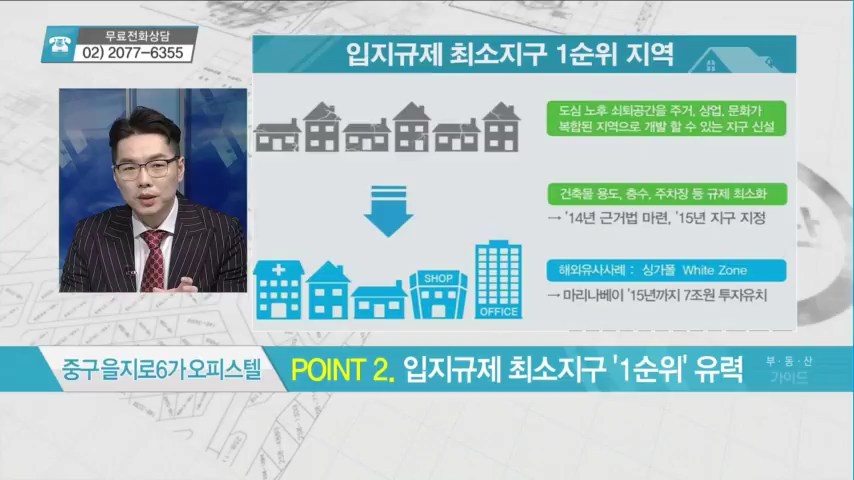 무료전화상담
02) 2077-6355
입지규제 최소지구 1순위 지역
도심 노후 쇠퇴공간을 주거, 상업, 문화가
복합된 지역으로 개발 할 수 있는 지구 신설
건축물 용도, 층수, 주차장 등 규제 최소화
→ '14년 근거법 마련, '15년 지구 지정
SHOP
OFFICE
해외유사사례 : 싱가폴 White Zone
→ 마리나베이 '15년까지 7조원 투자유치
중구 을지로6가 오피스텔
POINT 2. 입지규제 최소지구 '1순위' 유력
부·동·산
가이드